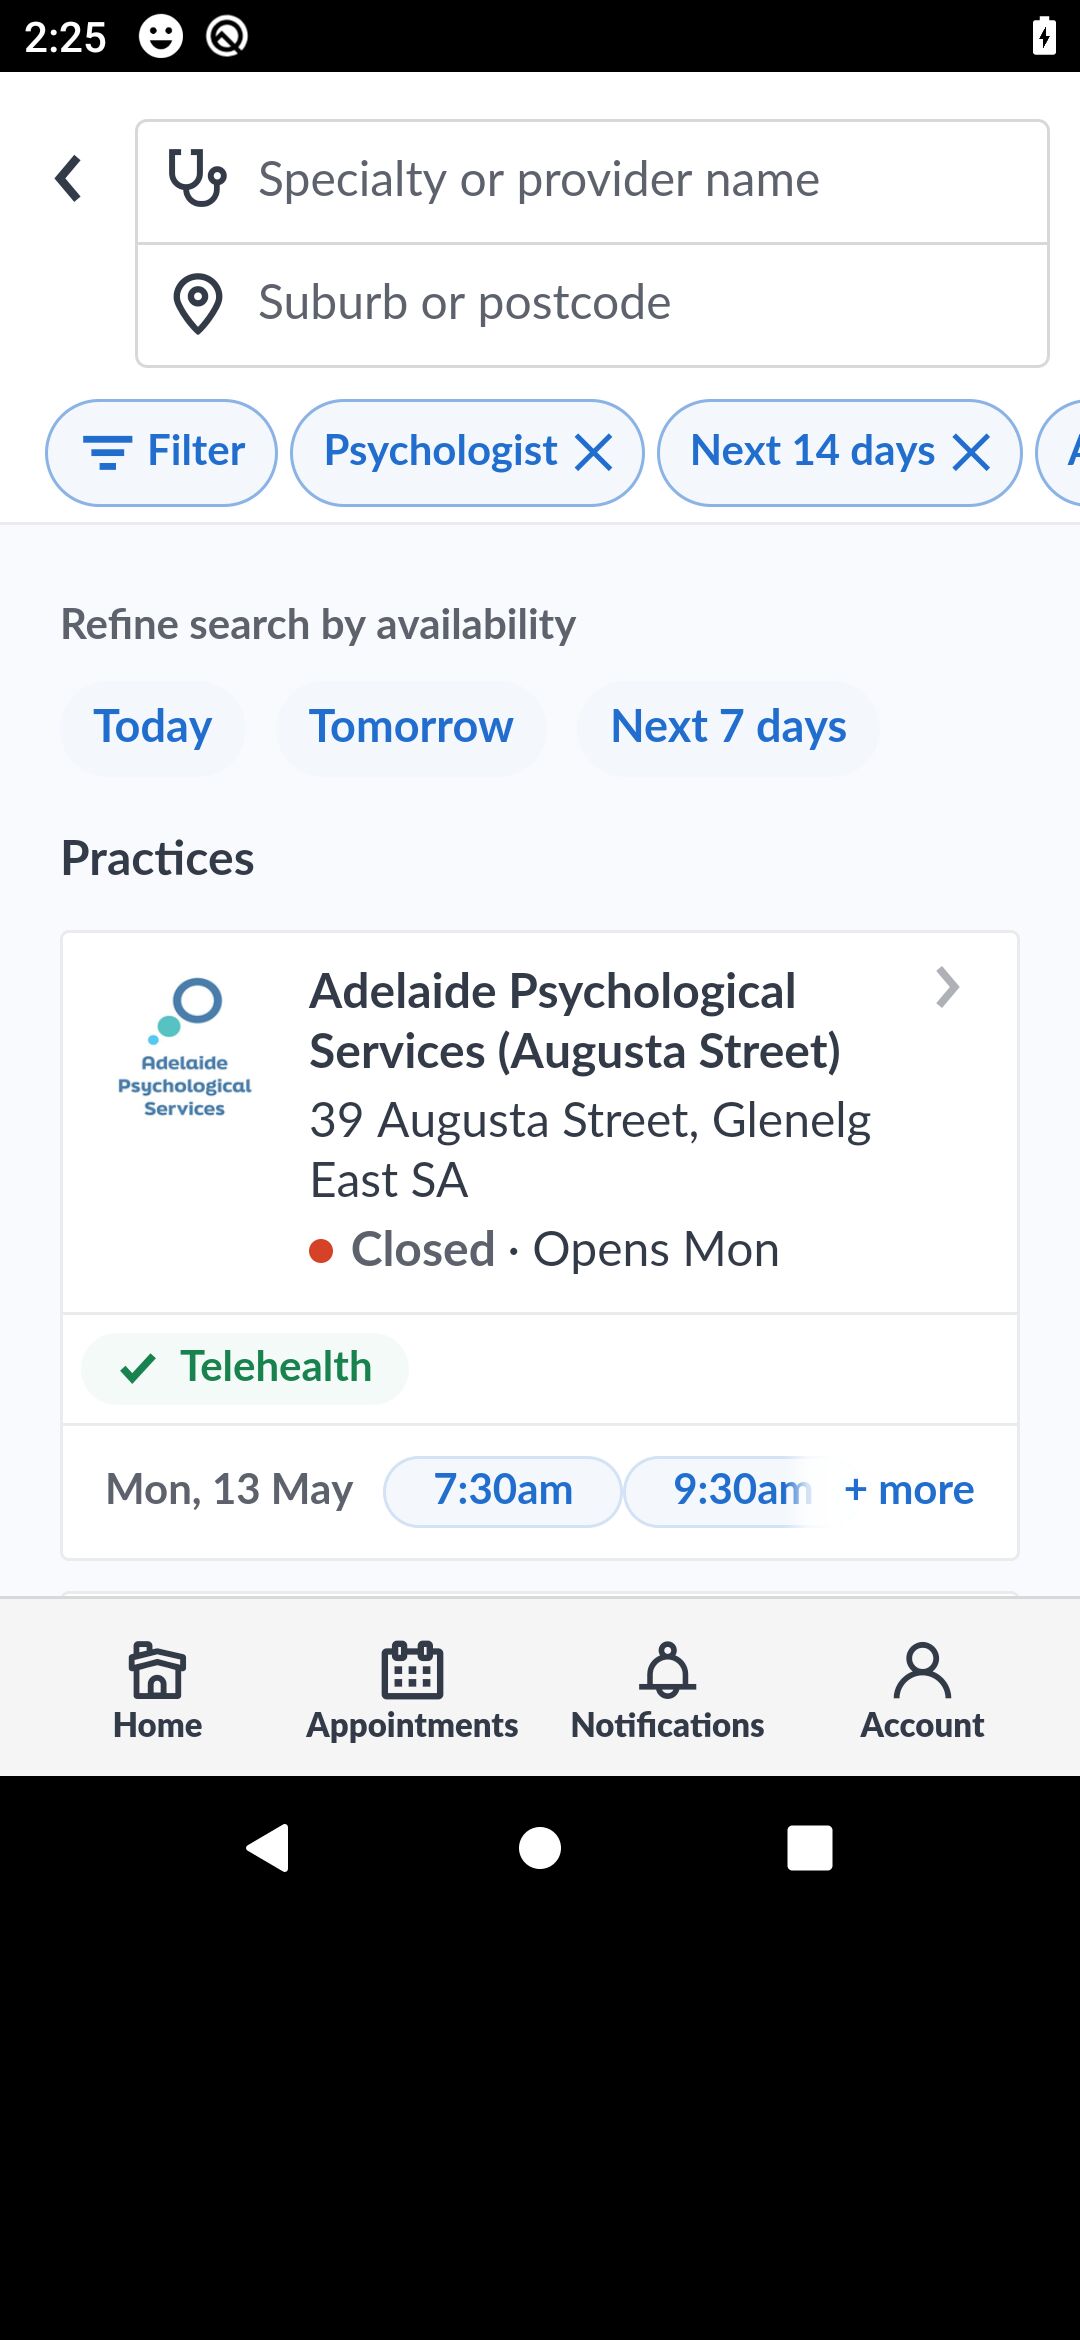 2:25
Specialty or provider name
Suburb or postcode
Filter
Psychologist
Next 14 days
Refine search by availability
Today
Tomorrow
Next 7 days
Practices
Adelaide
Psychological
Services
Adelaide Psychological
Services (Augusta Street)
39 Augusta Street, Glenelg
East SA
Closed · Opens Mon
Telehealth
Mon, 13 May
7:30am
9:30am
+ more
Home
Appointments
Notifications
Account